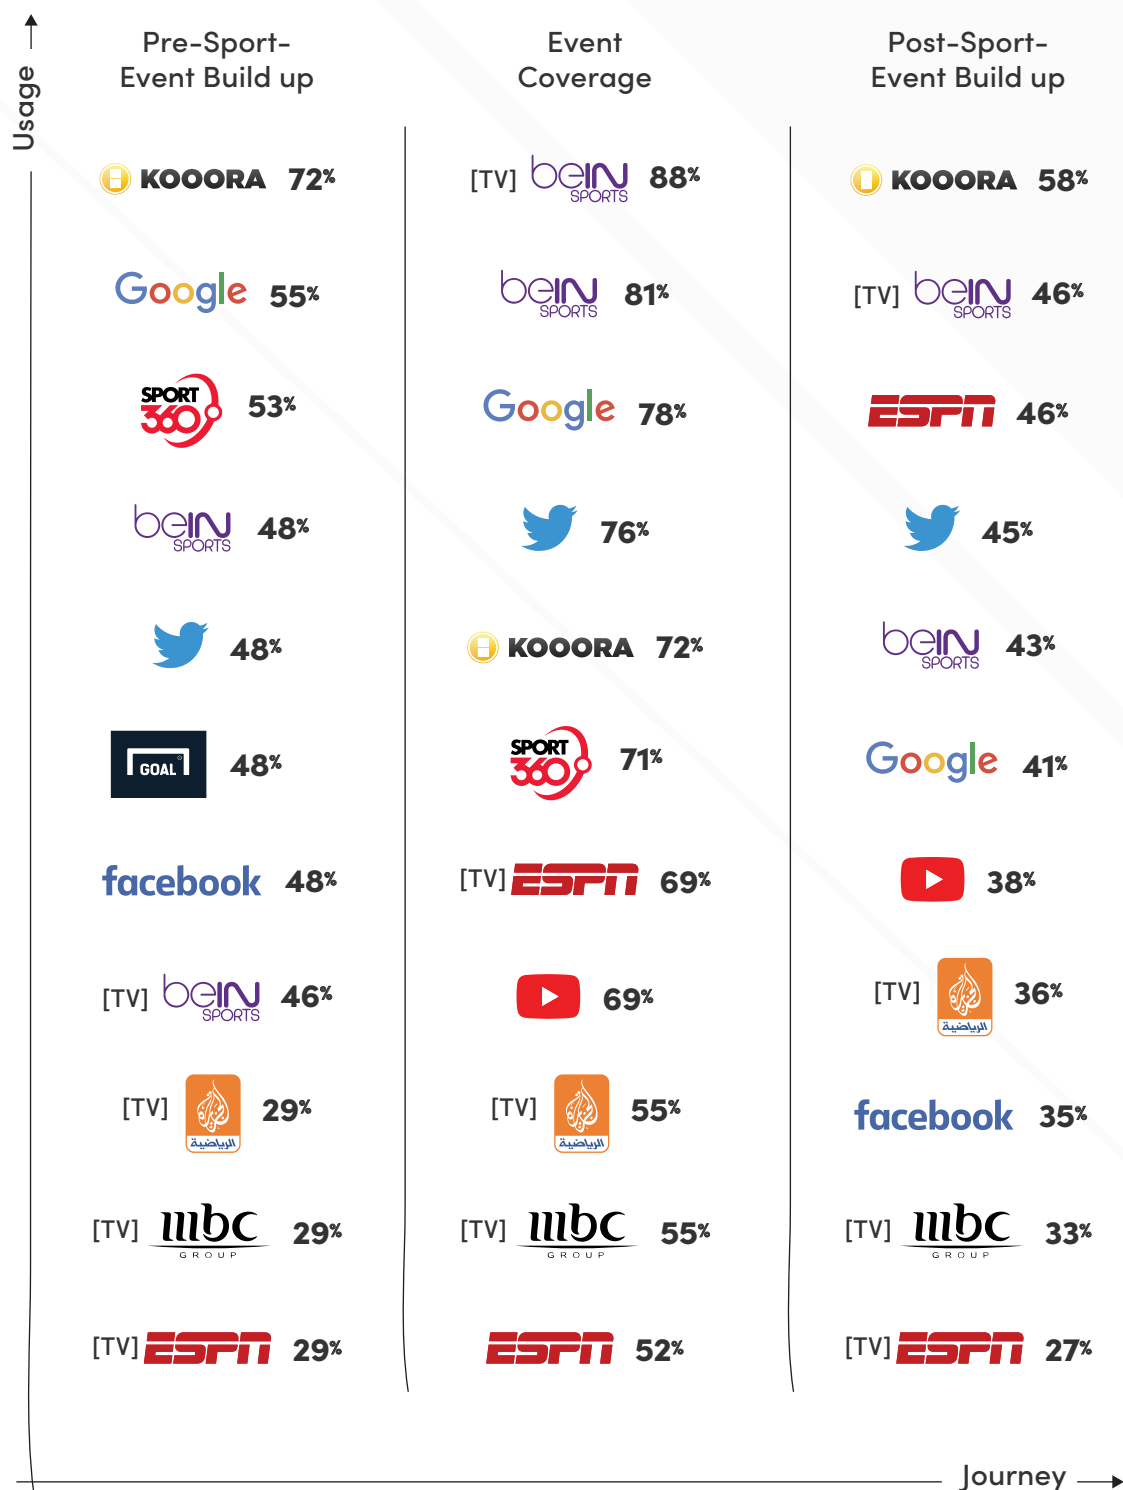 Usage
Pre-Sport-
Event Build up
Event
Coverage
Post-Sport-
Event Build up
KOOORA 72%
[TV] beIN SPORTS 88%
KOOORA 58%
Google 55%
beIN SPORTS 81%
[TV] beIN SPORTS 46%
SPORT 360 53%
Google 78%
ESPN 46%
beIN SPORTS 48%
76%
45%
48%
KOOORA 72%
beIN SPORTS 43%
GOAL 48%
SPORT 360 71%
Google 41%
facebook 48%
[TV] ESPN 69%
38%
[TV] beIN SPORTS 46%
69%
[TV] الجزيرة الرياضية 36%
[TV] الجزيرة الرياضية 29%
[TV] الجزيرة الرياضية 55%
facebook 35%
[TV] mbc GROUP 29%
[TV] mbc GROUP 55%
[TV] mbc GROUP 33%
[TV] ESPN 29%
ESPN 52%
[TV] ESPN 27%
Journey